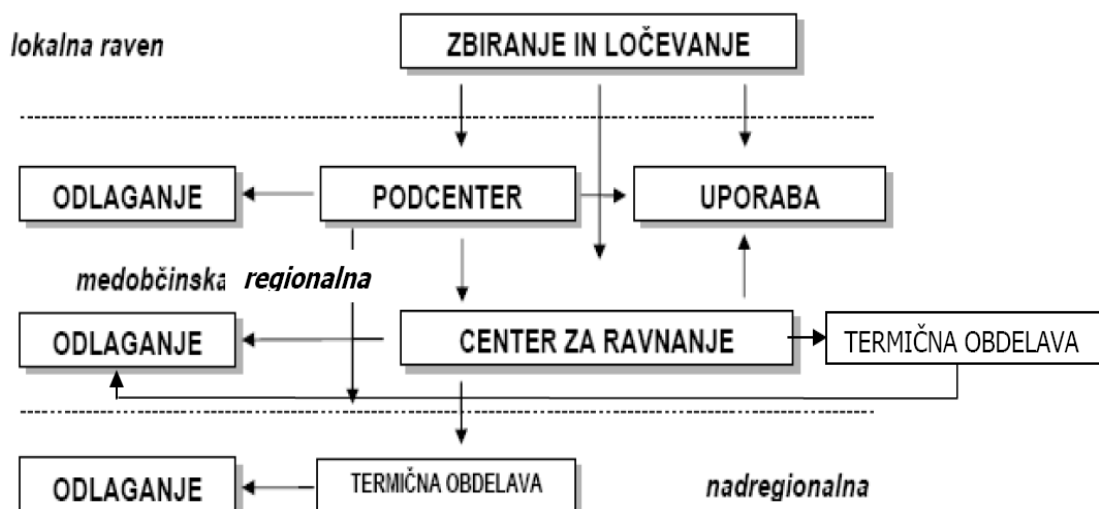 lokalna raven
ZBIRANJE IN LOČEVANJE
ODLAGANJE
PODCENTER
UPORABA
medobčinska regionalna
ODLAGANJE
CENTER ZA RAVNANJE
TERMIČNA OBDELAVA
ODLAGANJE
TERMIČNA OBDELAVA
nadregionalna